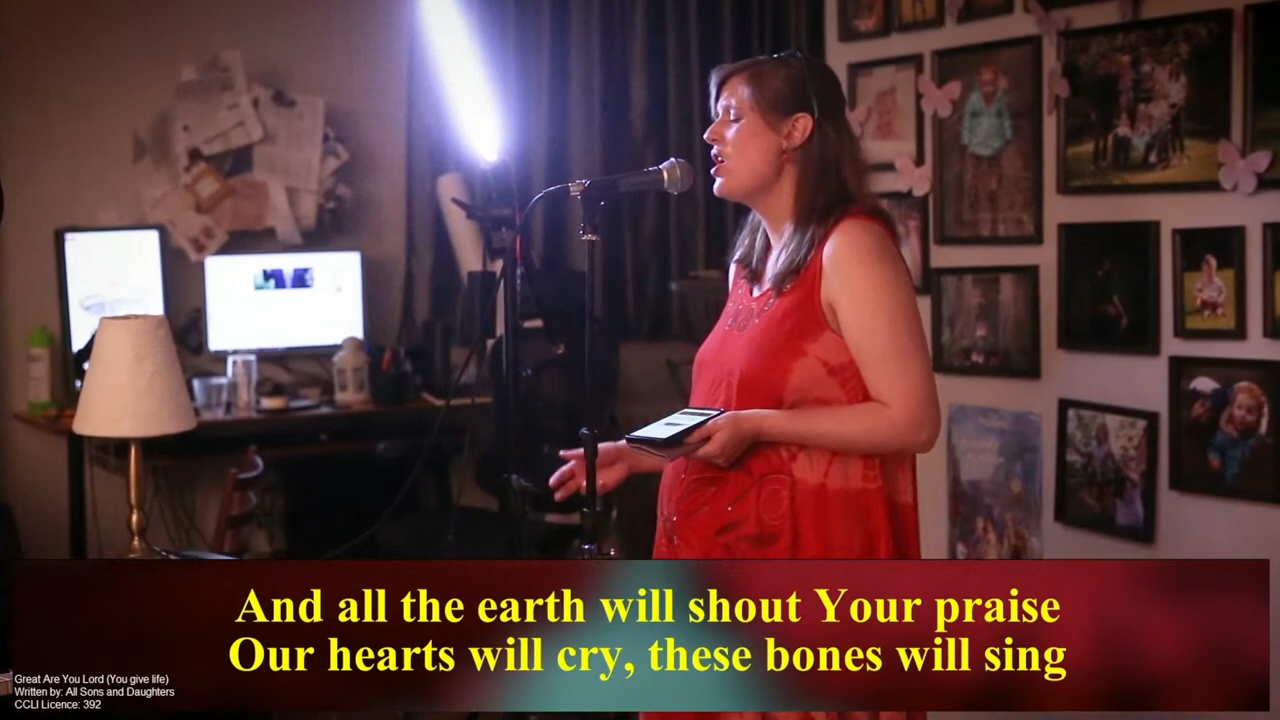 And all the earth will shout Your praise
Our hearts will cry, these bones will sing
Great Are You Lord (You give life)
Written by: All Sons and Daughters
CCLI Licence: 392